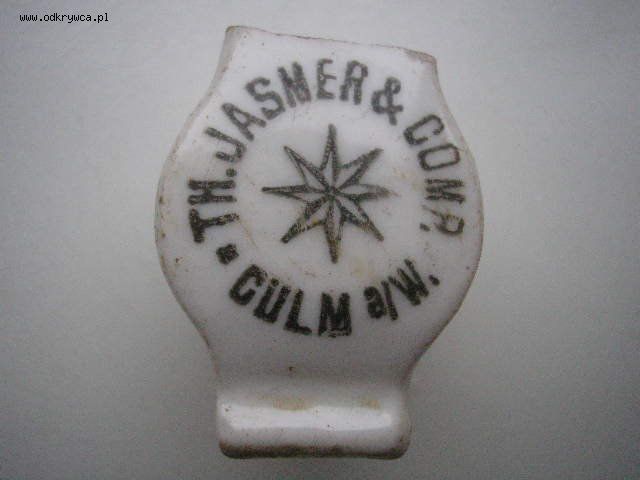 www.odkrywca.pl
TH. JASMER & COMP.
CULM a/W.